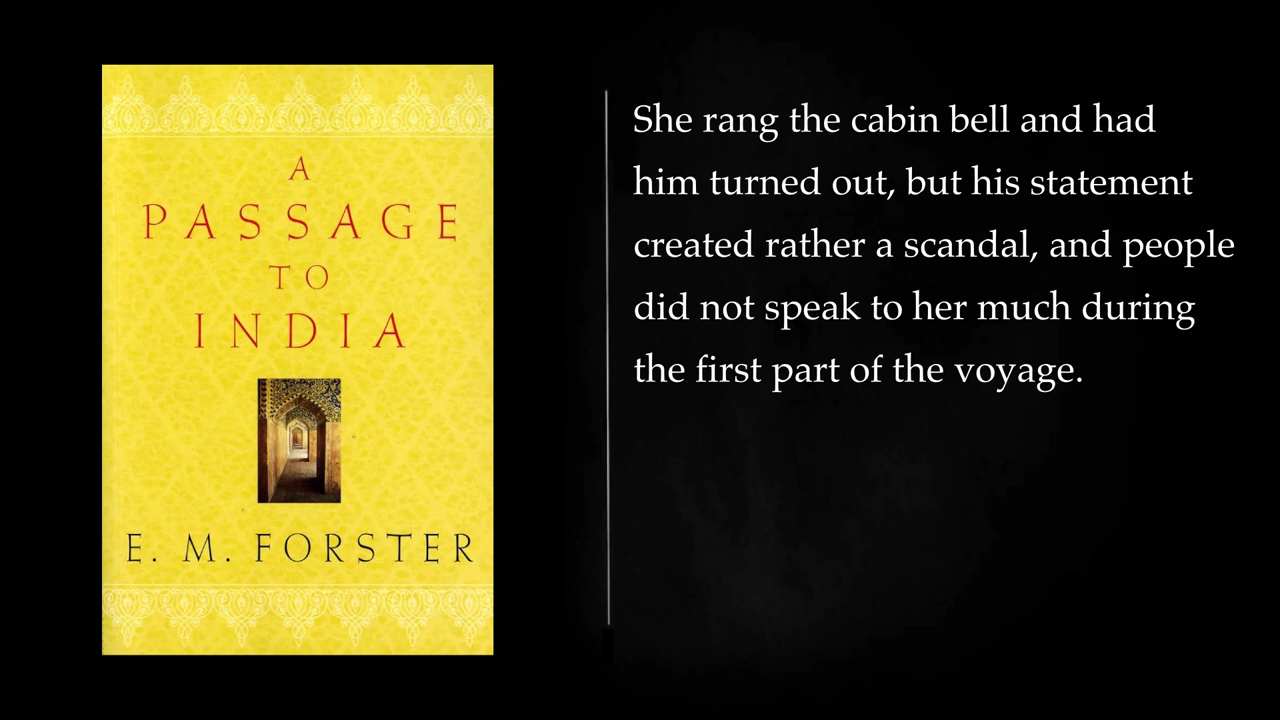 A
PASSAGE
TO
INDIA
E. M. FORSTER
She rang the cabin bell and had
him turned out, but his statement
created rather a scandal, and people
did not speak to her much during
the first part of the voyage.